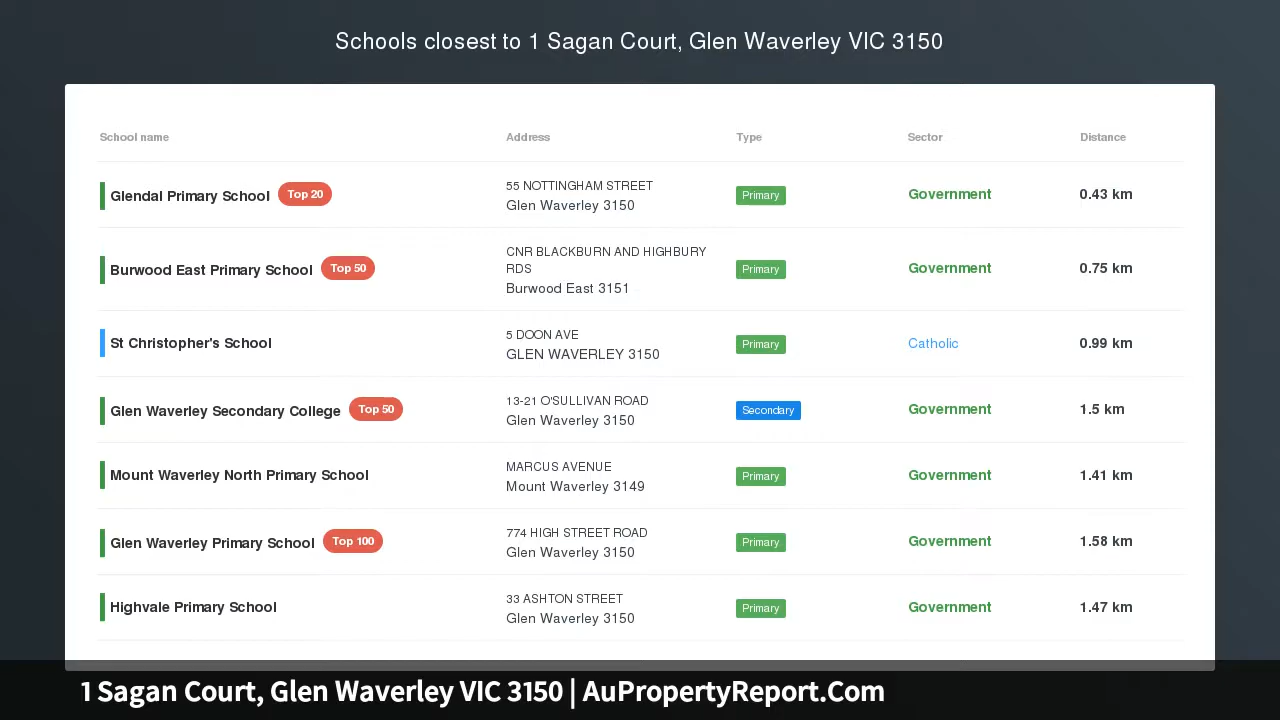 Schools closest to 1 Sagan Court, Glen Waverley VIC 3150
School name Address Type Sector Distance
Glendal Primary School Top 20 55 NOTTINGHAM STREET Glen Waverley 3150 Primary Government 0.43 km
Burwood East Primary School Top 50 CNR BLACKBURN AND HIGHBURY RDS Burwood East 3151 Primary Government 0.75 km
St Christopher's School 5 DOON AVE GLEN WAVERLEY 3150 Primary Catholic 0.99 km
Glen Waverley Secondary College Top 50 13-21 O'SULLIVAN ROAD Glen Waverley 3150 Secondary Government 1.5 km
Mount Waverley North Primary School MARCUS AVENUE Mount Waverley 3149 Primary Government 1.41 km
Glen Waverley Primary School Top 100 774 HIGH STREET ROAD Glen Waverley 3150 Primary Government 1.58 km
Highvale Primary School 33 ASHTON STREET Glen Waverley 3150 Primary Government 1.47 km
1 Sagan Court, Glen Waverley VIC 3150 | AuPropertyReport.Com